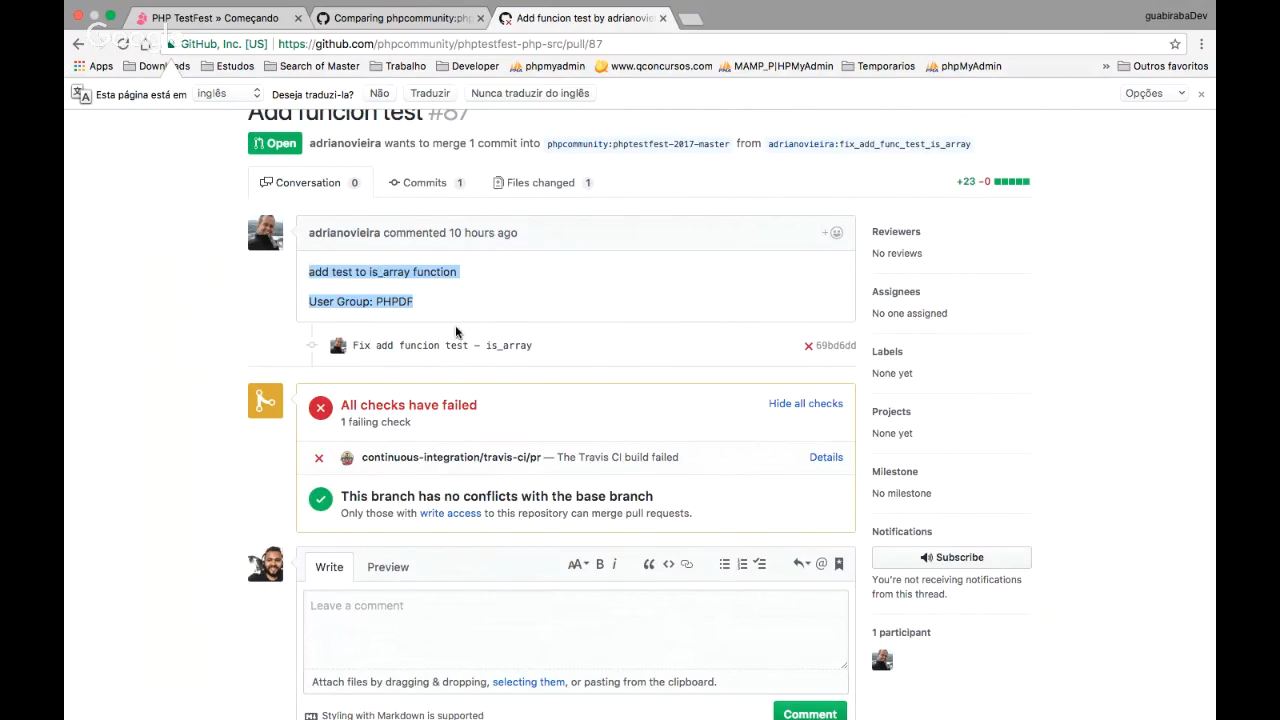 PHP TestFest » Começando
Comparing phpcommunity:php
Add funcion test by adrianovie
guabirabaDev
Google
GitHub, Inc. [US]
https://github.com/phpcommunity/phptestfest-php-src/pull/87
Apps
Downloads
Estudos
Search of Master
Trabalho
Developer
phpmyadmin
www.qconcursos.com
MAMP_P|HPMyAdmin
Temporarios
phpMyAdmin
»
Outros favoritos
Esta página está em
inglês
Deseja traduzi-la?
Não
Traduzir
Nunca traduzir do inglês
Opções
Add funcion test #87
Open
adrianovieira wants to merge 1 commit into phpcommunity:phptestfest-2017-master from adrianovieira:fix_add_func_test_is_array
Conversation 0
Commits 1
Files changed 1
+23 −0
adrianovieira commented 10 hours ago
add test to is_array function
User Group: PHPDF
Fix add funcion test – is_array
69bd6dd
All checks have failed
1 failing check
Hide all checks
continuous-integration/travis-ci/pr — The Travis CI build failed
Details
This branch has no conflicts with the base branch
Only those with write access to this repository can merge pull requests.
Write
Preview
AA B i
Leave a comment
Attach files by dragging & dropping, selecting them, or pasting from the clipboard.
Styling with Markdown is supported
Comment
Reviewers
No reviews
Assignees
No one assigned
Labels
None yet
Projects
None yet
Milestone
No milestone
Notifications
Subscribe
You're not receiving notifications
from this thread.
1 participant